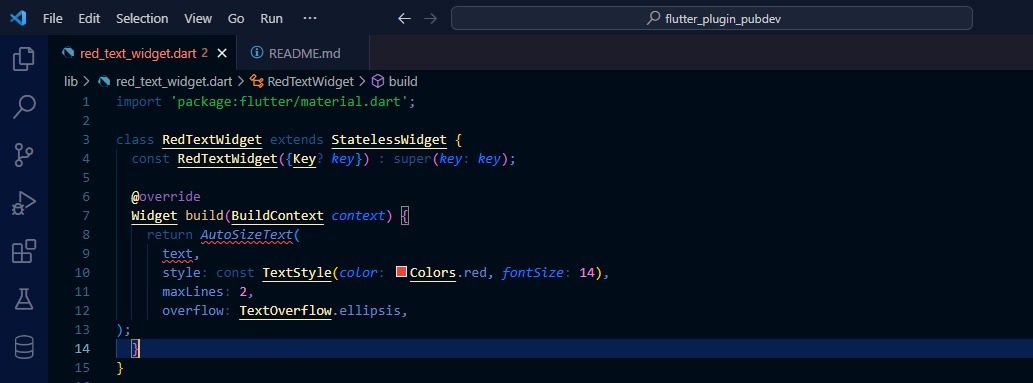 File Edit Selection View Go Run ··· ← → flutter_plugin_pubdev
red_text_widget.dart 2 × README.md
lib > red_text_widget.dart > RedTextWidget > build
1 import 'package:flutter/material.dart';
2
3 class RedTextWidget extends StatelessWidget {
4 const RedTextWidget({Key? key}) : super(key: key);
5
6 @override
7 Widget build(BuildContext context) {
8 return AutoSizeText(
9 text,
10 style: const TextStyle(color: Colors.red, fontSize: 14),
11 maxLines: 2,
12 overflow: TextOverflow.ellipsis,
13 );
14 }
15 }